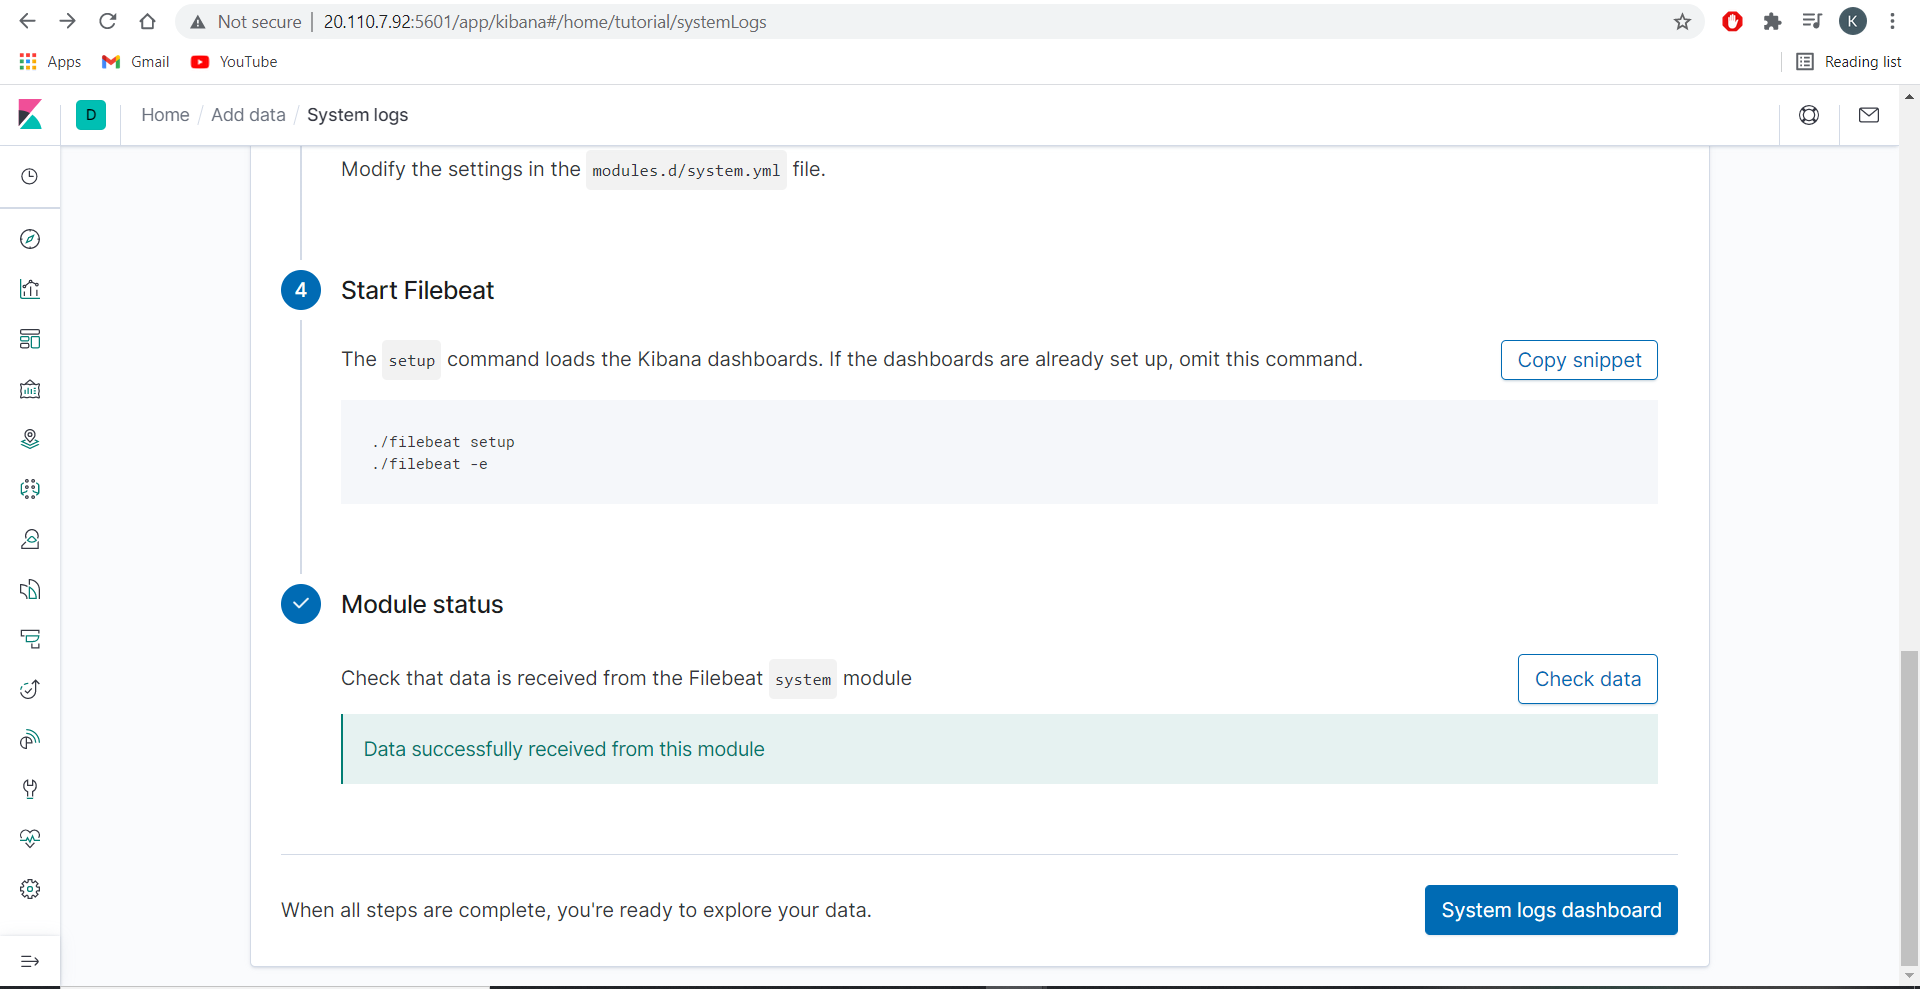 Not secure | 20.110.7.92:5601/app/kibana#/home/tutorial/systemLogs
K
Apps Gmail YouTube Reading list
D Home / Add data / System logs
Modify the settings in the modules.d/system.yml file.
4 Start Filebeat
The setup command loads the Kibana dashboards. If the dashboards are already set up, omit this command. Copy snippet
./filebeat setup
./filebeat -e
Module status
Check that data is received from the Filebeat system module Check data
Data successfully received from this module
When all steps are complete, you're ready to explore your data. System logs dashboard